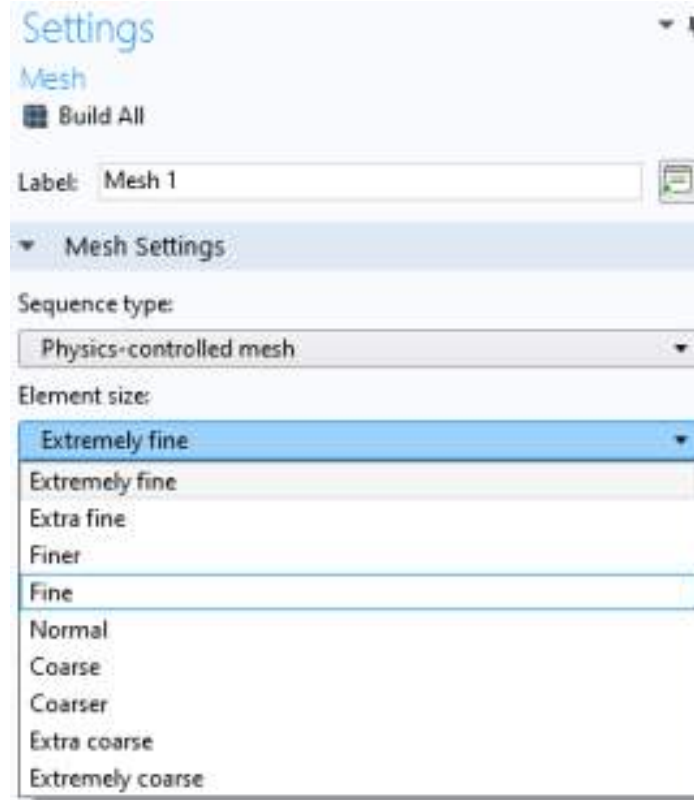 Settings
Mesh
Build All
Label: Mesh 1
Mesh Settings
Sequence type:
Physics-controlled mesh
Element size:
Extremely fine
Extremely fine
Extra fine
Finer
Fine
Normal
Coarse
Coarser
Extra coarse
Extremely coarse